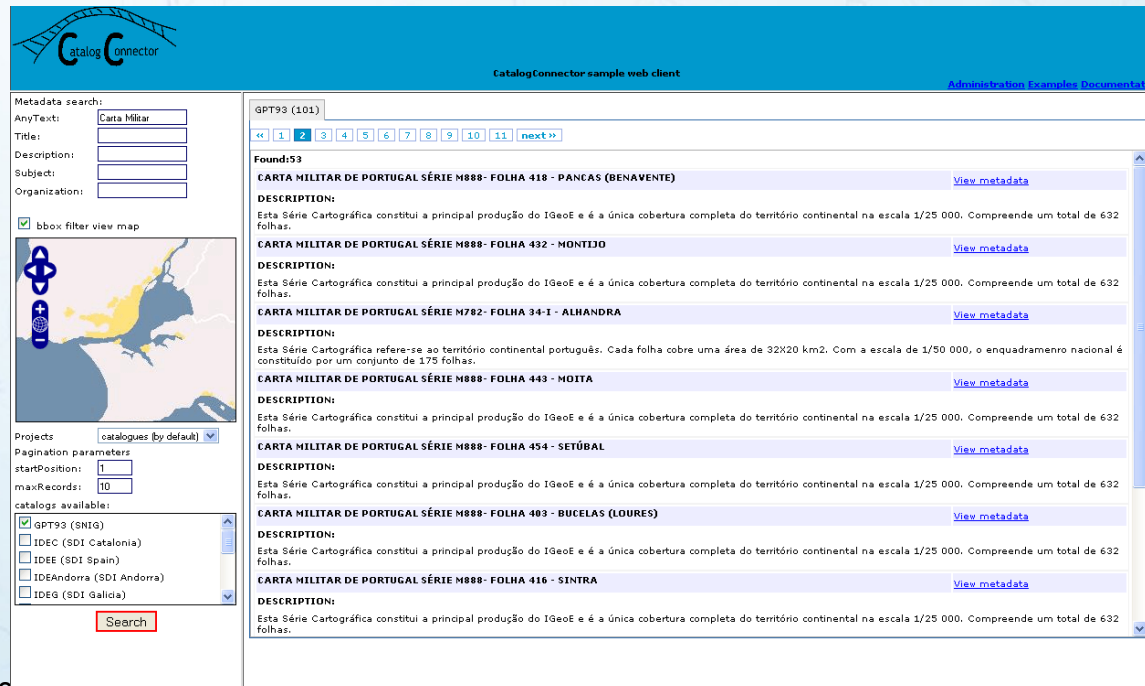 Catalog Connector
CatalogConnector sample web client
Administration Examples Documentat
Metadata search:
AnyText: Carta Militar
Title:
Description:
Subject:
Organization:
bbox filter view map
Projects catalogues (by default)
Pagination parameters
startPosition: 1
maxRecords: 10
catalogs available:
GPT93 (SNIG)
IDEC (SDI Catalonia)
IDEE (SDI Spain)
IDEAndorra (SDI Andorra)
IDEG (SDI Galicia)
Search
GPT93 (101)
« 1 2 3 4 5 6 7 8 9 10 11 next »
Found:53
CARTA MILITAR DE PORTUGAL SÉRIE M888- FOLHA 418 - PANCAS (BENAVENTE) View metadata
DESCRIPTION:
Esta Série Cartográfica constitui a principal produção do IGeoE e é a única cobertura completa do território continental na escala 1/25 000. Compreende um total de 632
folhas.
CARTA MILITAR DE PORTUGAL SÉRIE M888- FOLHA 432 - MONTIJO View metadata
DESCRIPTION:
Esta Série Cartográfica constitui a principal produção do IGeoE e é a única cobertura completa do território continental na escala 1/25 000. Compreende um total de 632
folhas.
CARTA MILITAR DE PORTUGAL SÉRIE M782- FOLHA 34-I - ALHANDRA View metadata
DESCRIPTION:
Esta Série Cartográfica refere-se ao território continental português. Cada folha cobre uma área de 32X20 km2. Com a escala de 1/50 000, o enquadramenro nacional é
constituído por um conjunto de 175 folhas.
CARTA MILITAR DE PORTUGAL SÉRIE M888- FOLHA 443 - MOITA View metadata
DESCRIPTION:
Esta Série Cartográfica constitui a principal produção do IGeoE e é a única cobertura completa do território continental na escala 1/25 000. Compreende um total de 632
folhas.
CARTA MILITAR DE PORTUGAL SÉRIE M888- FOLHA 454 - SETÚBAL View metadata
DESCRIPTION:
Esta Série Cartográfica constitui a principal produção do IGeoE e é a única cobertura completa do território continental na escala 1/25 000. Compreende um total de 632
folhas.
CARTA MILITAR DE PORTUGAL SÉRIE M888- FOLHA 403 - BUCELAS (LOURES) View metadata
DESCRIPTION:
Esta Série Cartográfica constitui a principal produção do IGeoE e é a única cobertura completa do território continental na escala 1/25 000. Compreende um total de 632
folhas.
CARTA MILITAR DE PORTUGAL SÉRIE M888- FOLHA 416 - SINTRA View metadata
DESCRIPTION:
Esta Série Cartográfica constitui a principal produção do IGeoE e é a única cobertura completa do território continental na escala 1/25 000. Compreende um total de 632
folhas.